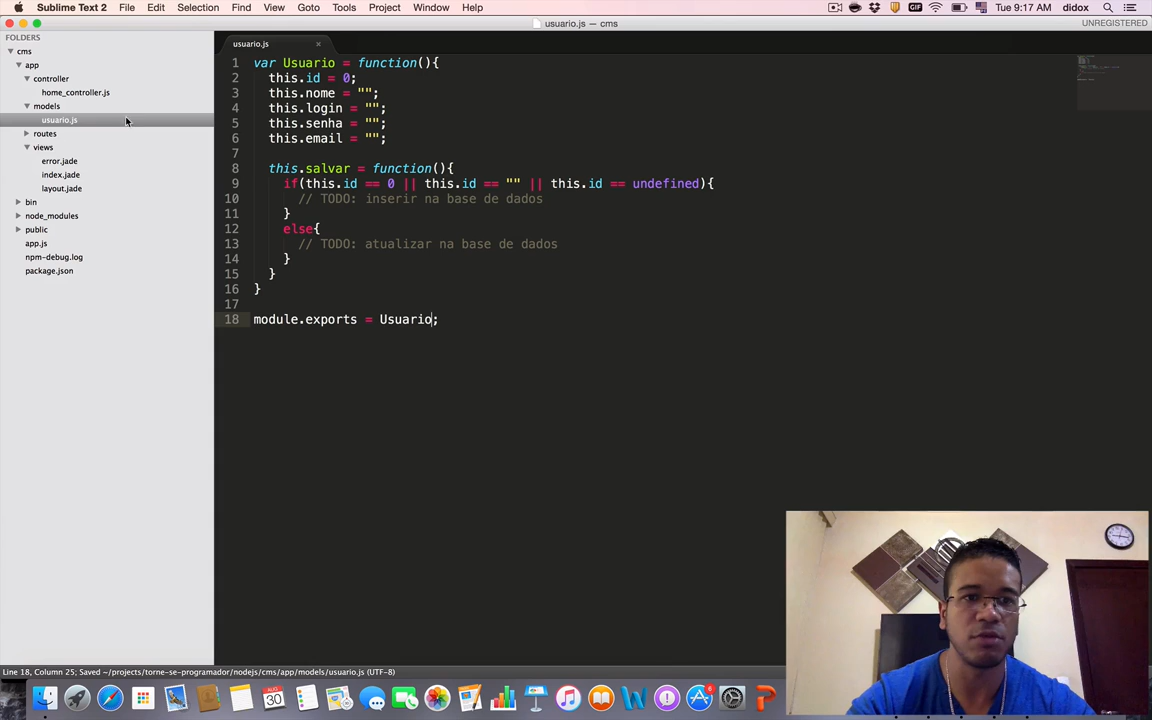 Sublime Text 2 File Edit Selection Find View Goto Tools Project Window Help GIF Tue 9:17 AM didox
usuario.js — cms UNREGISTERED
FOLDERS
cms
app
controller
home_controller.js
models
usuario.js
routes
views
error.jade
index.jade
layout.jade
bin
node_modules
public
app.js
npm-debug.log
package.json
usuario.js ×
1 var Usuario = function(){
2 this.id = 0;
3 this.nome = "";
4 this.login = "";
5 this.senha = "";
6 this.email = "";
7
8 this.salvar = function(){
9 if(this.id == 0 || this.id == "" || this.id == undefined){
10 // TODO: inserir na base de dados
11 }
12 else{
13 // TODO: atualizar na base de dados
14 }
15 }
16 }
17
18 module.exports = Usuario;
Line 18, Column 25; Saved ~/projects/torne-se-programador/nodejs/cms/app/models/usuario.js (UTF-8)
AUG
30
6